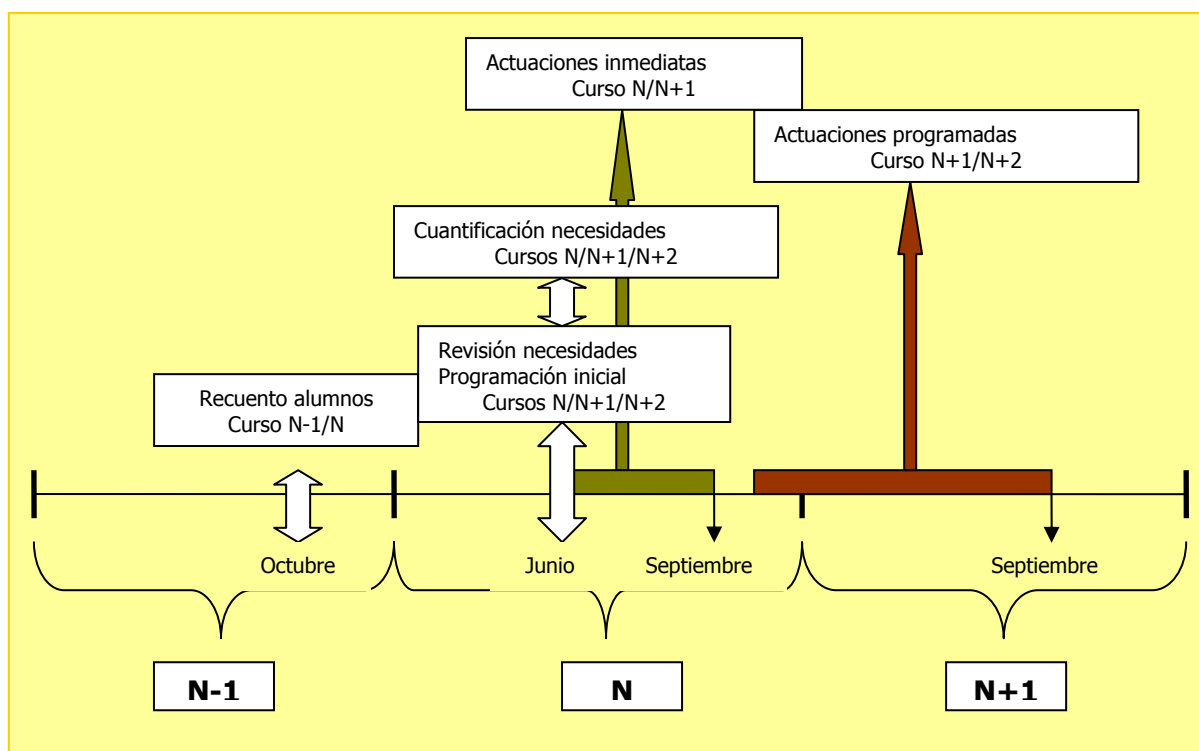 Actuaciones inmediatas
Curso N/N+1
Actuaciones programadas
Curso N+1/N+2
Cuantificación necesidades
Cursos N/N+1/N+2
Revisión necesidades
Programación inicial
Cursos N/N+1/N+2
Recuento alumnos
Curso N-1/N
Octubre
Junio
Septiembre
Septiembre
N-1
N
N+1